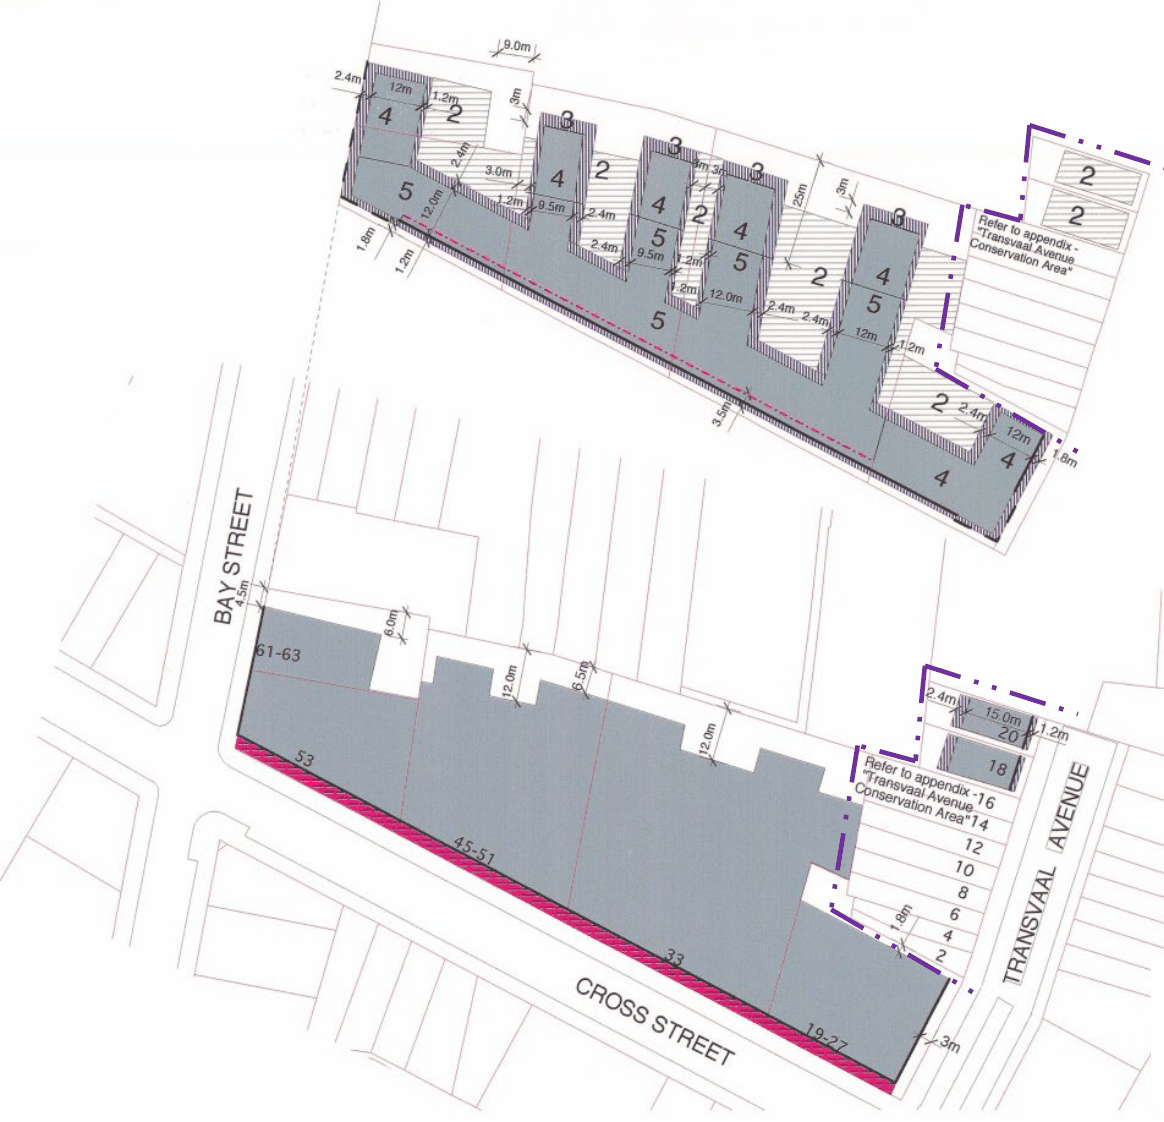 9.0m
2.4m
12m
1.2m
3m
4
2
3
3
3
2.4m
3.0m
4
2
3m
3m
25m
3m
3
2
2
5
12.0m
1.2m
9.5m
2.4m
4
2
4
Refer to appendix -
"Transvaal Avenue
Conservation Area"
1.8m
1.2m
2.4m
5
9.5m
1.2m
5
2
4
5
1.2m
12.0m
2.4m
2.4m
12m
1.2m
5
3.5m
2
2.4m
12m
4
1.8m
4
BAY STREET
4.5m
6.0m
61-63
12.0m
6.5m
12.0m
2.4m
15.0m
20
1.2m
18
Refer to appendix -16
"Transvaal Avenue
Conservation Area"14
12
10
8
6
4
2
1.8m
TRANSVAAL AVENUE
53
45-51
33
19-27
3m
CROSS STREET